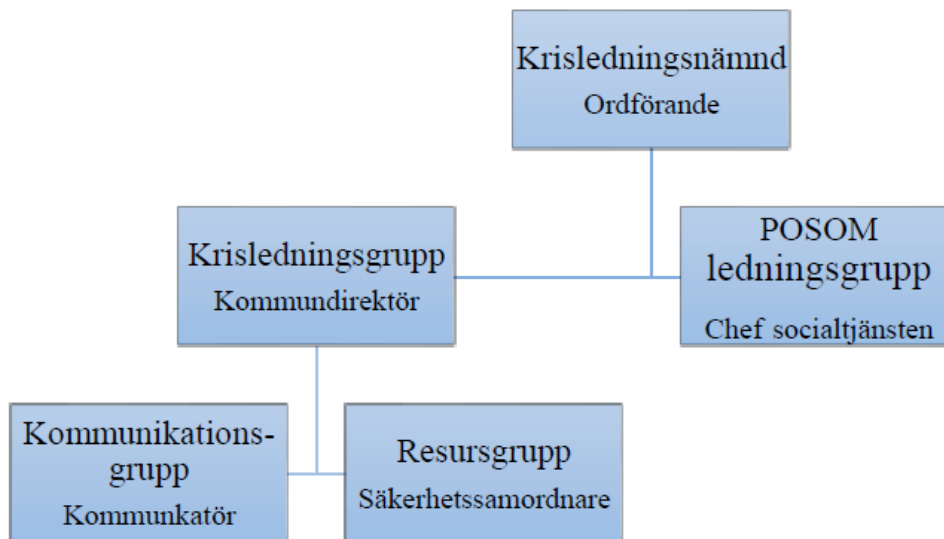 Krisledningsnämnd
Ordförande
Krisledningsgrupp
Kommundirektör
POSOM
ledningsgrupp
Chef socialtjänsten
Kommunikations-
grupp
Kommunkatör
Resursgrupp
Säkerhetssamordnare